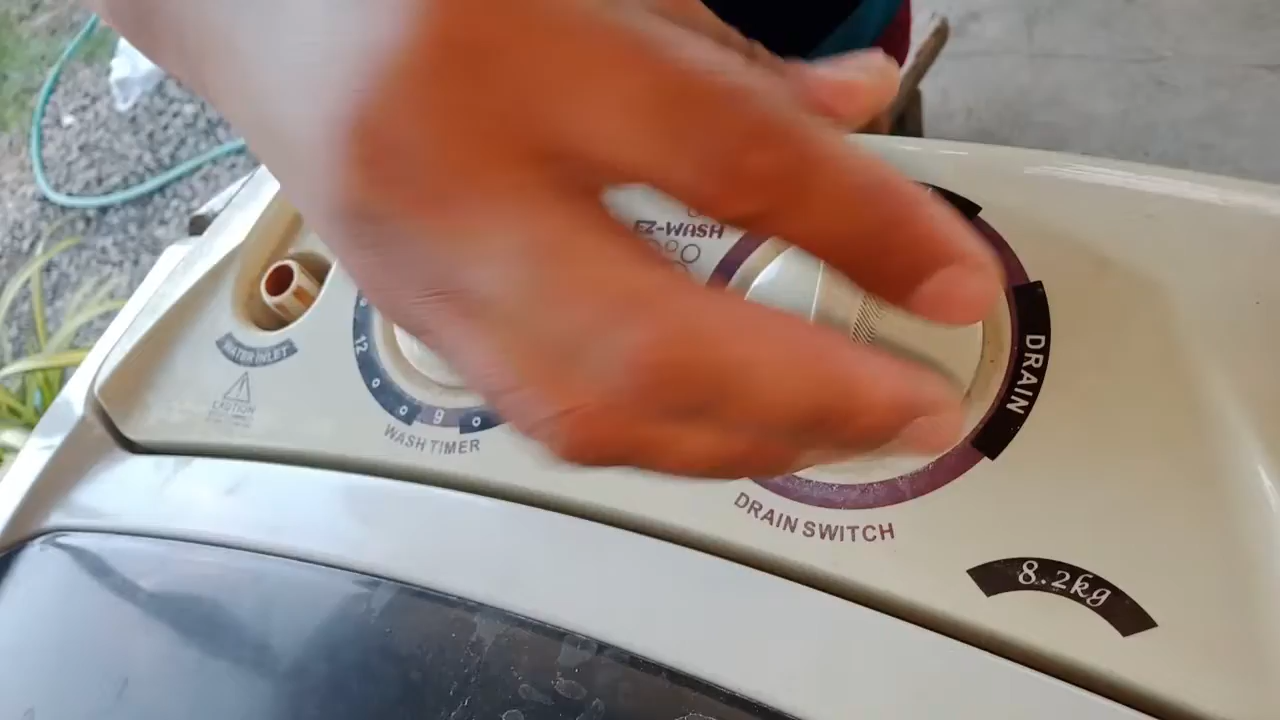 EZ-WASH
WATER INLET
CAUTION
12
9
WASH TIMER
DRAIN
DRAIN SWITCH
8.2kg